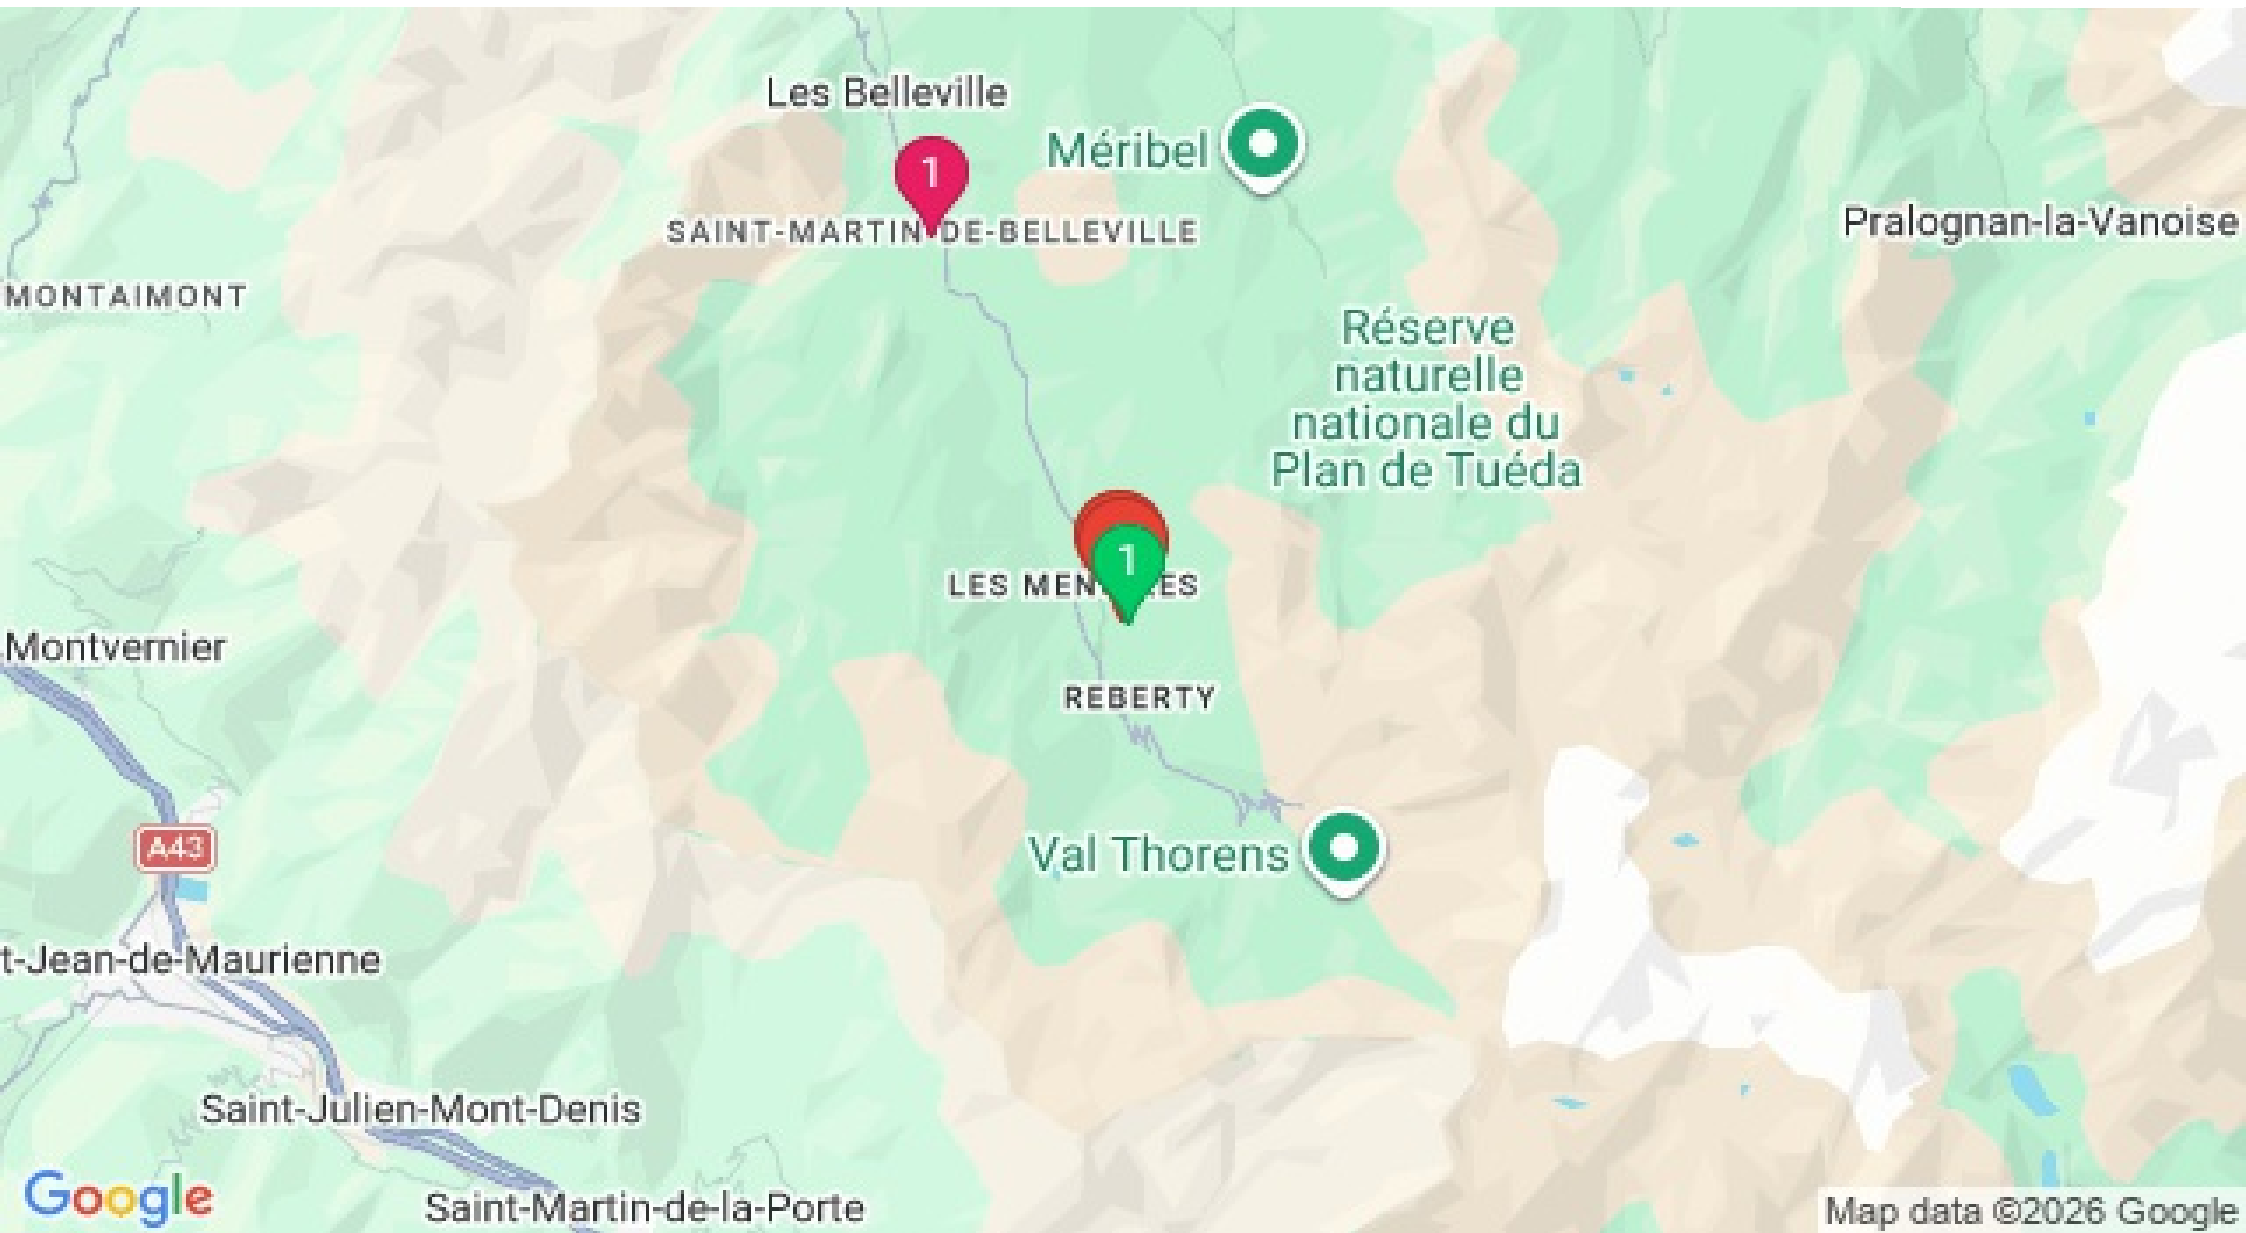 Les Belleville
1
Méribel
SAINT-MARTIN-DE-BELLEVILLE
Pralognan-la-Vanoise
MONTAIMONT
Réserve
naturelle
nationale du
Plan de Tuéda
1
Montvernier
REBERTY
A43
Val Thorens
t-Jean-de-Maurienne
Saint-Julien-Mont-Denis
Saint-Martin-de-la-Porte
Google
Map data ©2026 Google